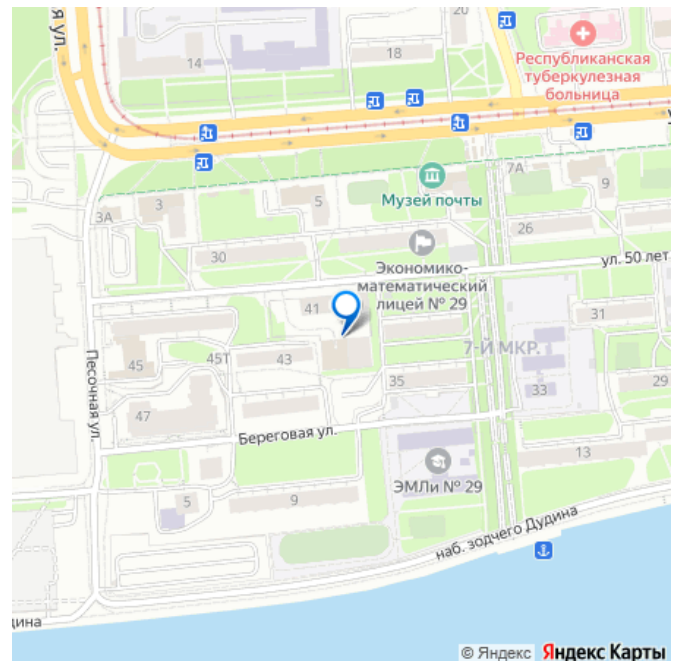 я ул.
20
18
14
Республиканская
туберкулезная
больница
Музей почты
7А
9
3А
3
5
26
30
Экономико-
математический
лицей № 29
ул. 50 лет
41
31
7-Й МКР.
45
45Т
43
35
33
29
Песочная ул.
47
Береговая ул.
13
ЭМЛи № 29
5
9
наб. зодчего Дудина
дина
© Яндекс Яндекс Карты